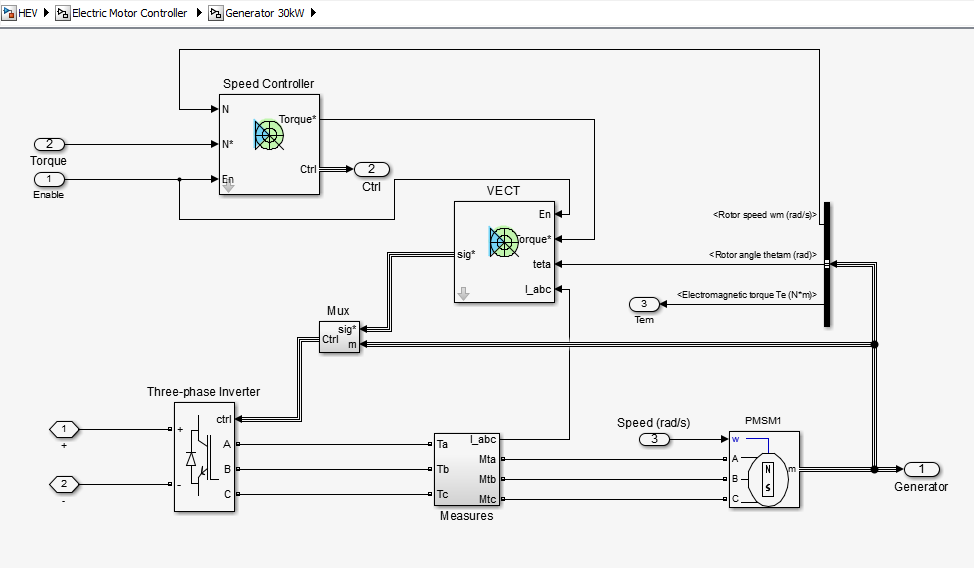 HEV Electric Motor Controller Generator 30kW
Speed Controller
N
Torque*
N*
Ctrl
En
2
Torque
1
Enable
2
Ctrl
VECT
En
Torque*
sig*
teta
I_abc
<Rotor speed wm (rad/s)>
<Rotor angle thetam (rad)>
<Electromagnetic torque Te (N*m)>
3
Tem
Mux
sig*
Ctrl
m
Three-phase Inverter
ctrl
+
A
B
-
C
1
+
2
-
I_abc
Ta
Mta
Tb
Mtb
Tc
Mtc
Measures
Speed (rad/s)
3
PMSM1
w
A
B
C
N
S
m
1
Generator